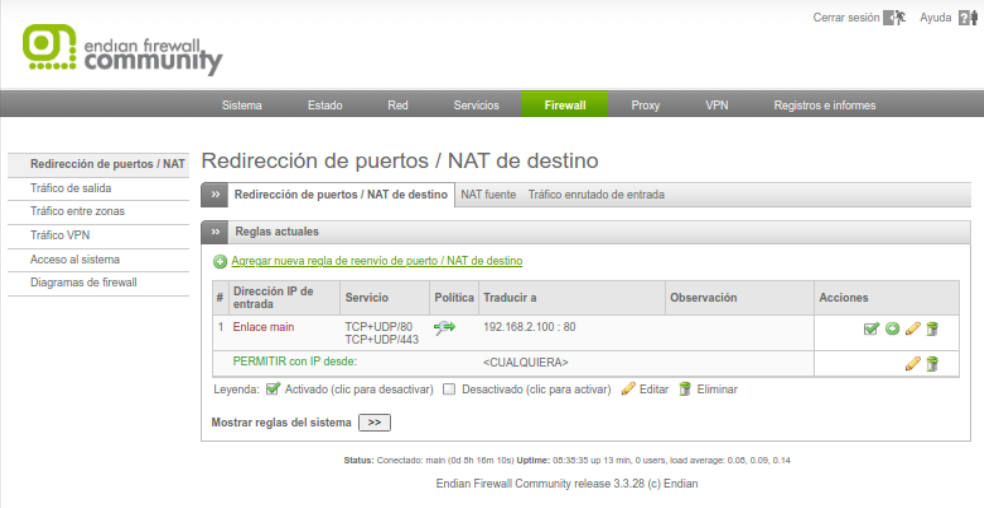 Cerrar sesión Ayuda
endian firewall
community
Sistema Estado Red Servicios Firewall Proxy VPN Registros e informes
Redirección de puertos / NAT
Tráfico de salida
Tráfico entre zonas
Tráfico VPN
Acceso al sistema
Diagramas de firewall
Redirección de puertos / NAT de destino
>> Redirección de puertos / NAT de destino NAT fuente Tráfico enrutado de entrada
>> Reglas actuales
Agregar nueva regla de reenvío de puerto / NAT de destino
# Dirección IP de entrada Servicio Política Traducir a Observación Acciones
1 Enlace main TCP+UDP/80 192.168.2.100 : 80
TCP+UDP/443
PERMITIR con IP desde: <CUALQUIERA>
Leyenda: Activado (clic para desactivar) Desactivado (clic para activar) Editar Eliminar
Mostrar reglas del sistema >>
Status: Conectado: main (0d 5h 16m 10s) Uptime: 08:38:35 up 13 min, 0 users, load average: 0.08, 0.09, 0.14
Endian Firewall Community release 3.3.28 (c) Endian